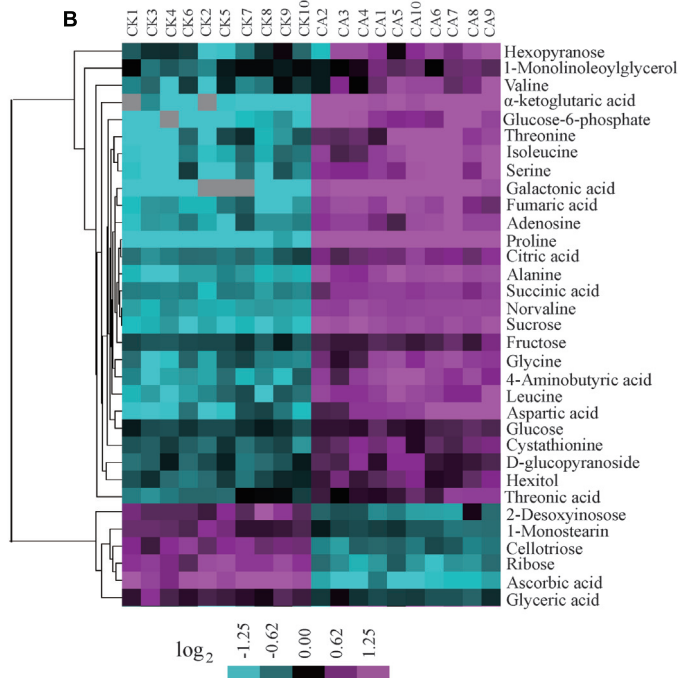 B
CK1 CK3 CK4 CK6 CK2 CK5 CK7 CK8 CK9 CK10 CA2 CA3 CA4 CA1 CA5 CA10 CA6 CA7 CA8 CA9
Hexopyranose
1-Monolinoleoylglycerol
Valine
α-ketoglutaric acid
Glucose-6-phosphate
Threonine
Isoleucine
Serine
Galactonic acid
Fumaric acid
Adenosine
Proline
Citric acid
Alanine
Succinic acid
Norvaline
Sucrose
Fructose
Glycine
4-Aminobutyric acid
Leucine
Aspartic acid
Glucose
Cystathionine
D-glucopyranoside
Hexitol
Threonic acid
2-Desoxyinosose
1-Monostearin
Cellotriose
Ribose
Ascorbic acid
Glyceric acid
log2 -1.25 -0.62 0.00 0.62 1.25